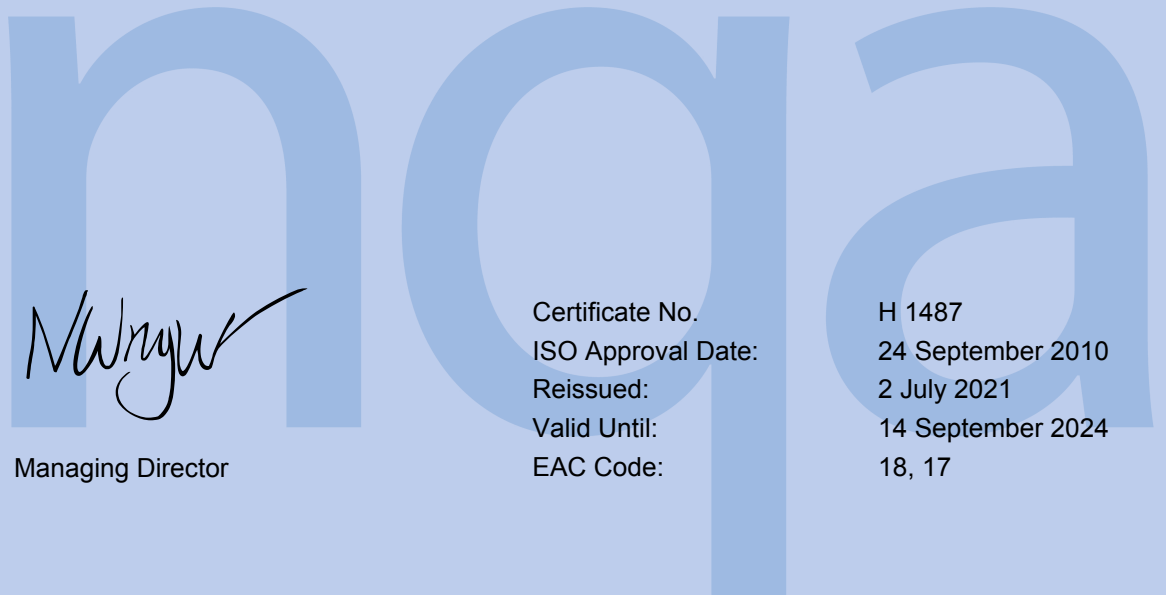 nqa
Certificate No. H 1487
ISO Approval Date: 24 September 2010
Reissued: 2 July 2021
Valid Until: 14 September 2024
EAC Code: 18, 17
Managing Director